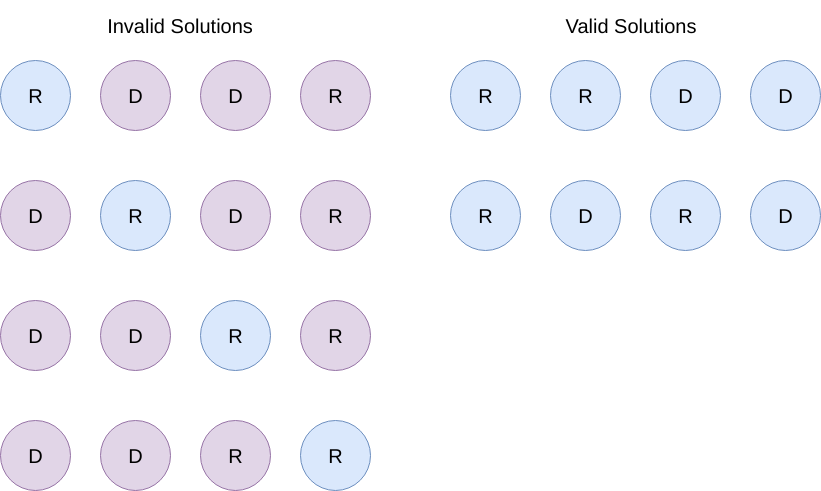 Invalid Solutions
R D D R
D R D R
D D R R
D D R R
Valid Solutions
R R D D
R D R D